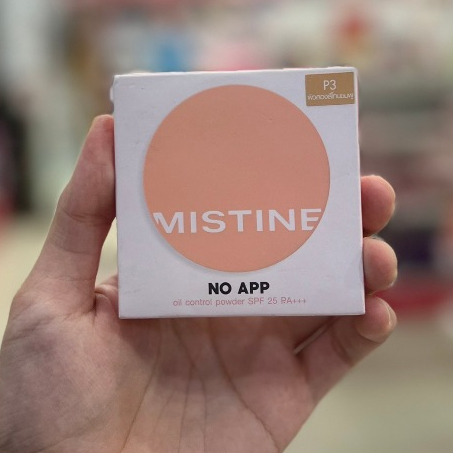 P3
MISTINE
NO APP
oil control powder SPF 25 PA+++